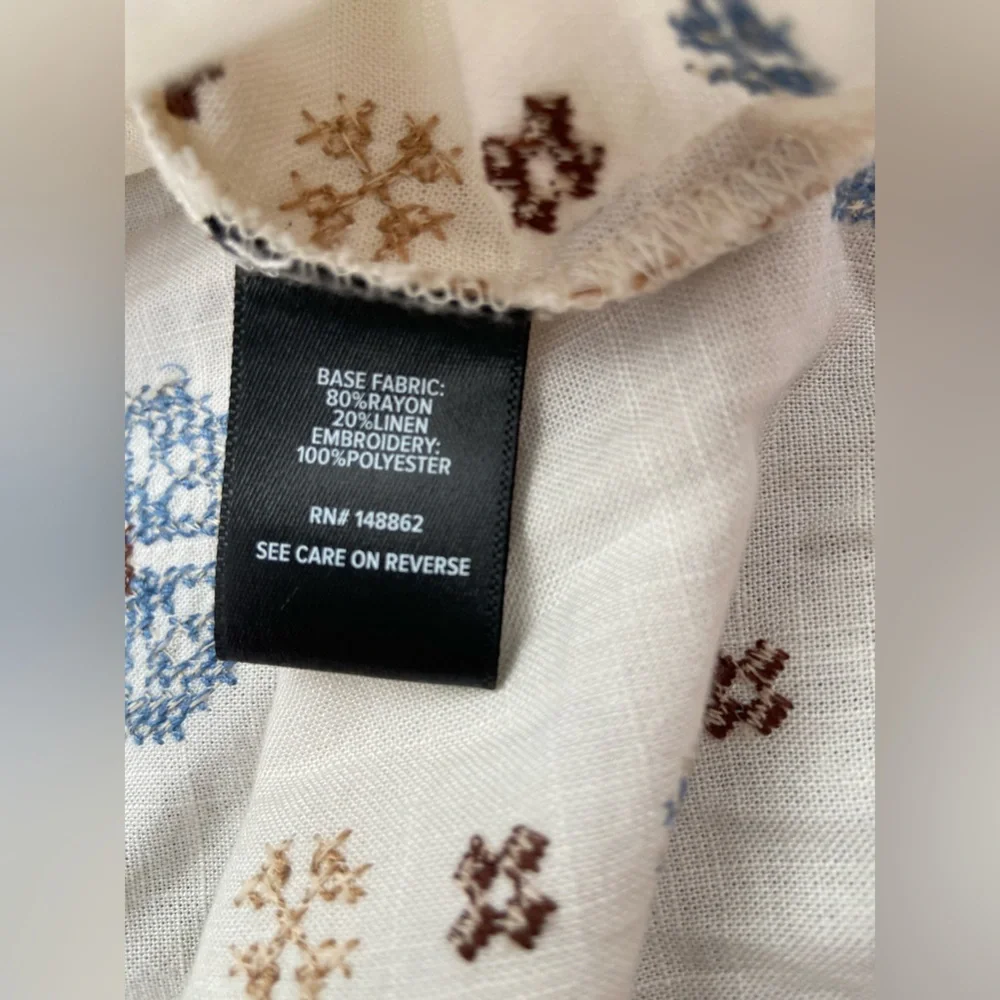 BASE FABRIC:
80%RAYON
20%LINEN
EMBROIDERY:
100%POLYESTER
RN# 148862
SEE CARE ON REVERSE